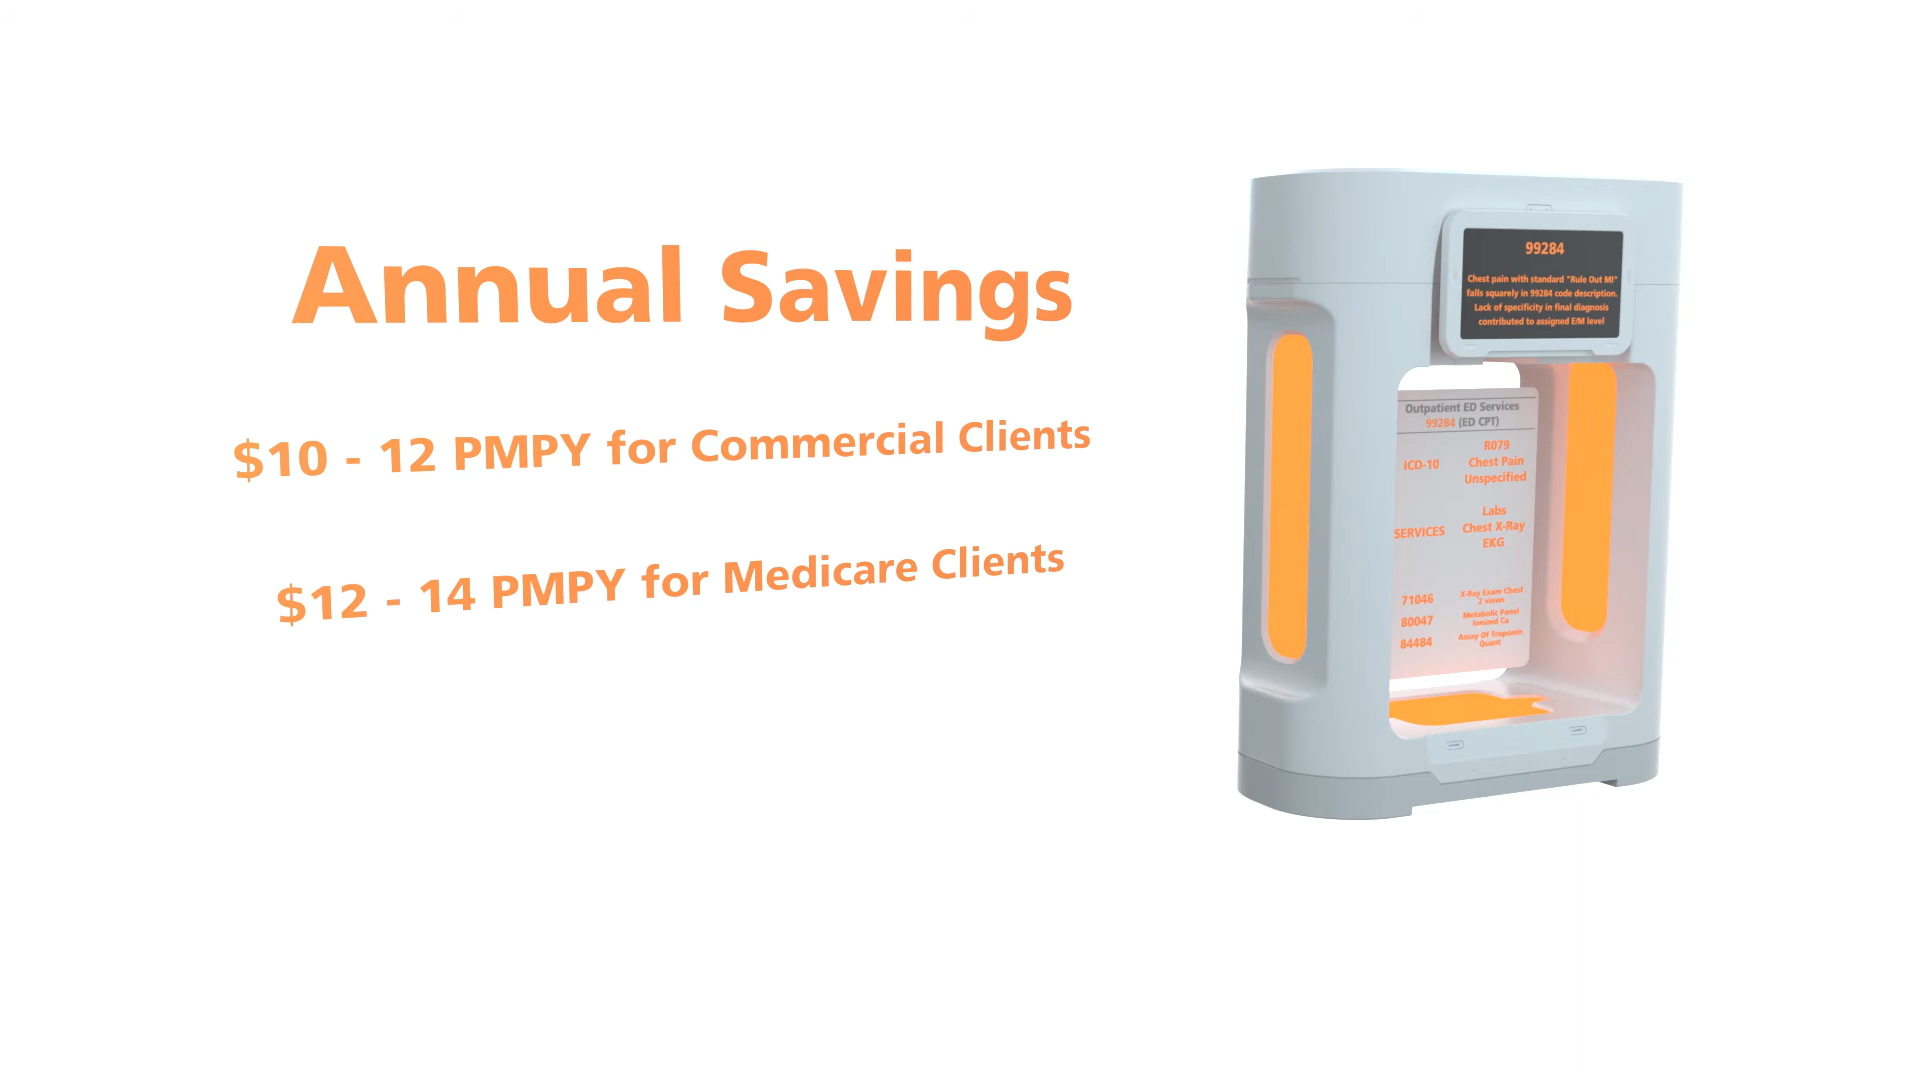 Annual Savings
$10 - 12 PMPY for Commercial Clients
$12 - 14 PMPY for Medicare Clients
99284
Chest pain with standard "Rule Out MI"
falls squarely in 99284 code description.
Lack of specificity in final diagnosis
contributed to assigned E/M level
Outpatient ED Services
99284 (ED CPT)
ICD-10
R079
Chest Pain
Unspecified
SERVICES
Labs
Chest X-Ray
EKG
71046
X-Ray Exam Chest
2 views
80047
Metabolic Panel
Ionized Ca
84484
Assay Of Troponin
Quant